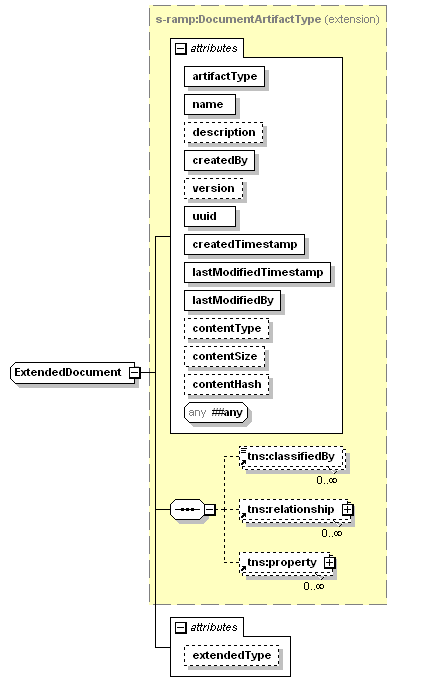 s-ramp:DocumentArtifactType (extension)
attributes
artifactType
name
description
createdBy
version
uuid
createdTimestamp
lastModifiedTimestamp
lastModifiedBy
contentType
contentSize
contentHash
any ##any
ExtendedDocument
tns:classifiedBy
0..∞
tns:relationship
0..∞
tns:property
0..∞
attributes
extendedType